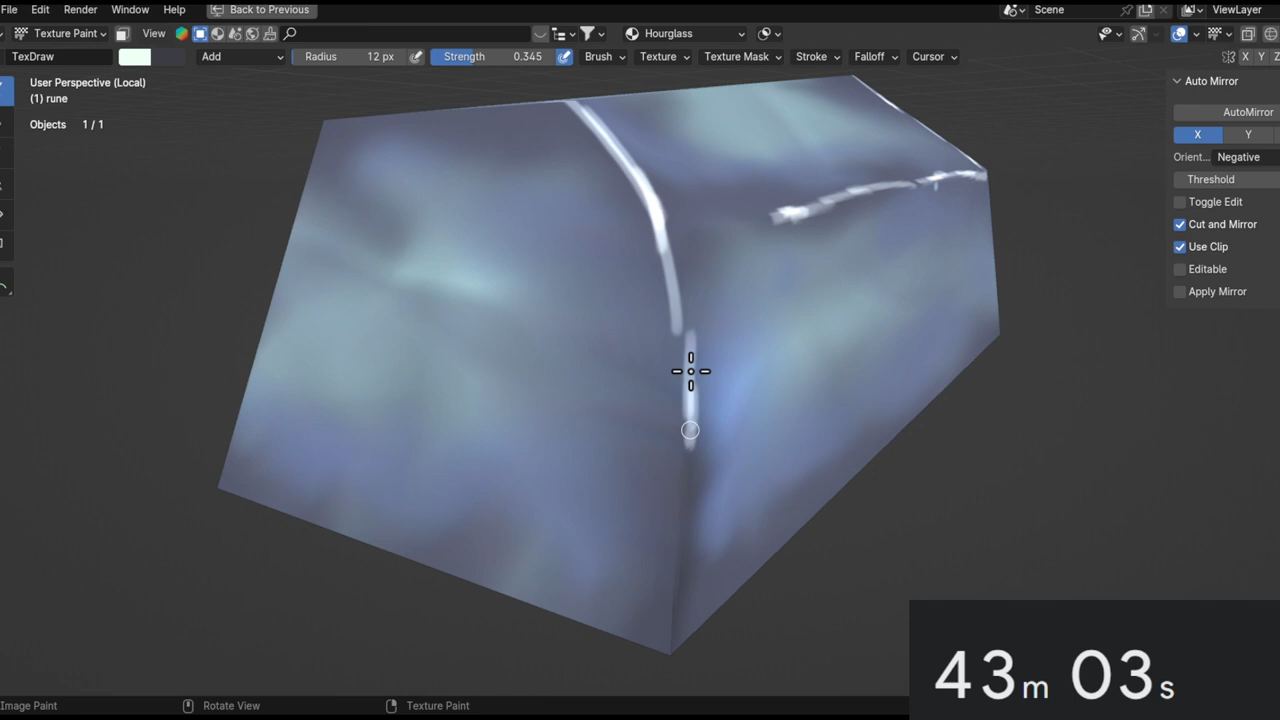 File Edit Render Window Help Back to Previous Scene ViewLayer
Texture Paint View Hourglass
TexDraw Add Radius 12 px Strength 0.345 Brush Texture Texture Mask Stroke Falloff Cursor X Y Z
User Perspective (Local)
(1) rune
Objects 1 / 1
Auto Mirror
AutoMirror
X Y
Orient... Negative
Threshold
Toggle Edit
Cut and Mirror
Use Clip
Editable
Apply Mirror
43m 03s
Image Paint Rotate View Texture Paint